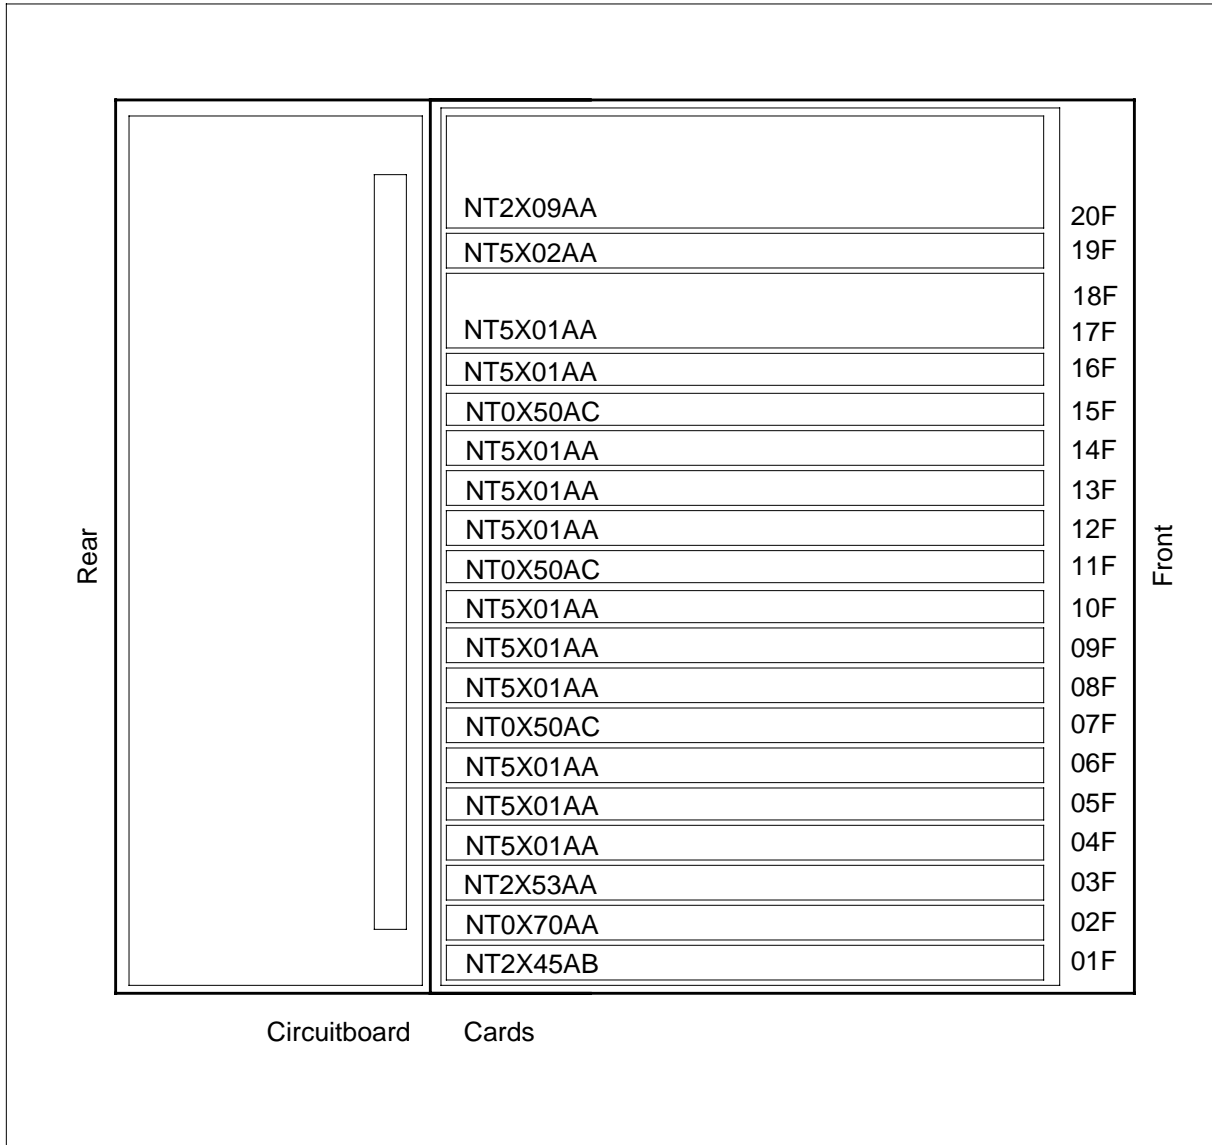 NT2X09AA 20F
NT5X02AA 19F
18F
NT5X01AA 17F
NT5X01AA 16F
NT0X50AC 15F
NT5X01AA 14F
NT5X01AA 13F
NT5X01AA 12F
NT0X50AC 11F
NT5X01AA 10F
NT5X01AA 09F
NT5X01AA 08F
NT0X50AC 07F
NT5X01AA 06F
NT5X01AA 05F
NT5X01AA 04F
NT2X53AA 03F
NT0X70AA 02F
NT2X45AB 01F
Rear
Front
Circuitboard Cards